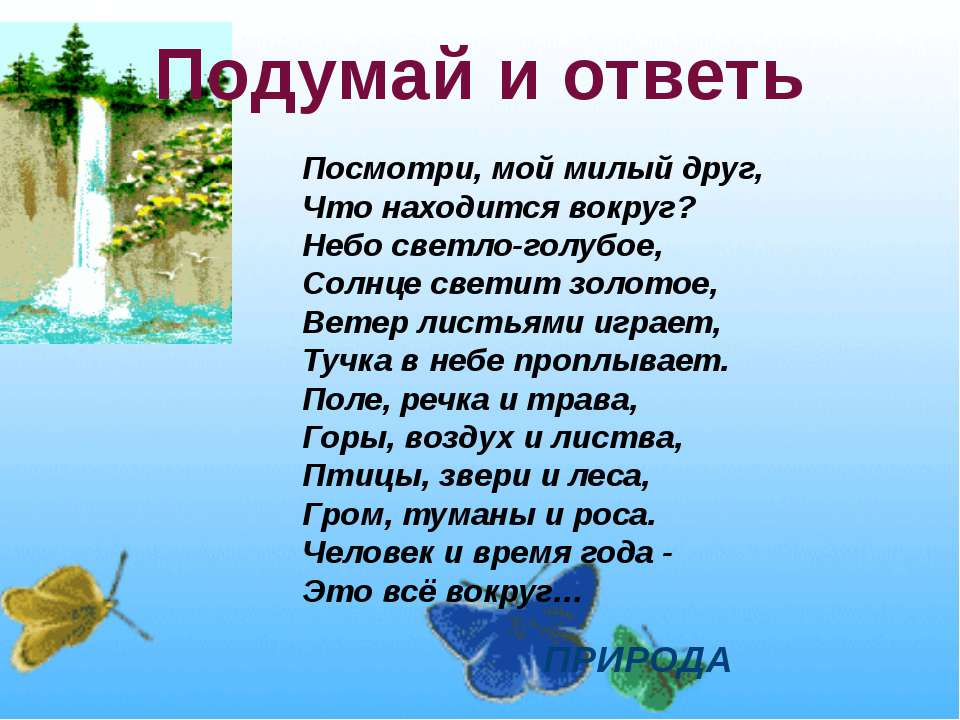 Подумай и ответь
Посмотри, мой милый друг,
Что находится вокруг?
Небо светло-голубое,
Солнце светит золотое,
Ветер листьями играет,
Тучка в небе проплывает.
Поле, речка и трава,
Горы, воздух и листва,
Птицы, звери и леса,
Гром, туманы и роса.
Человек и время года -
Это всё вокруг...
ПРИРОДА